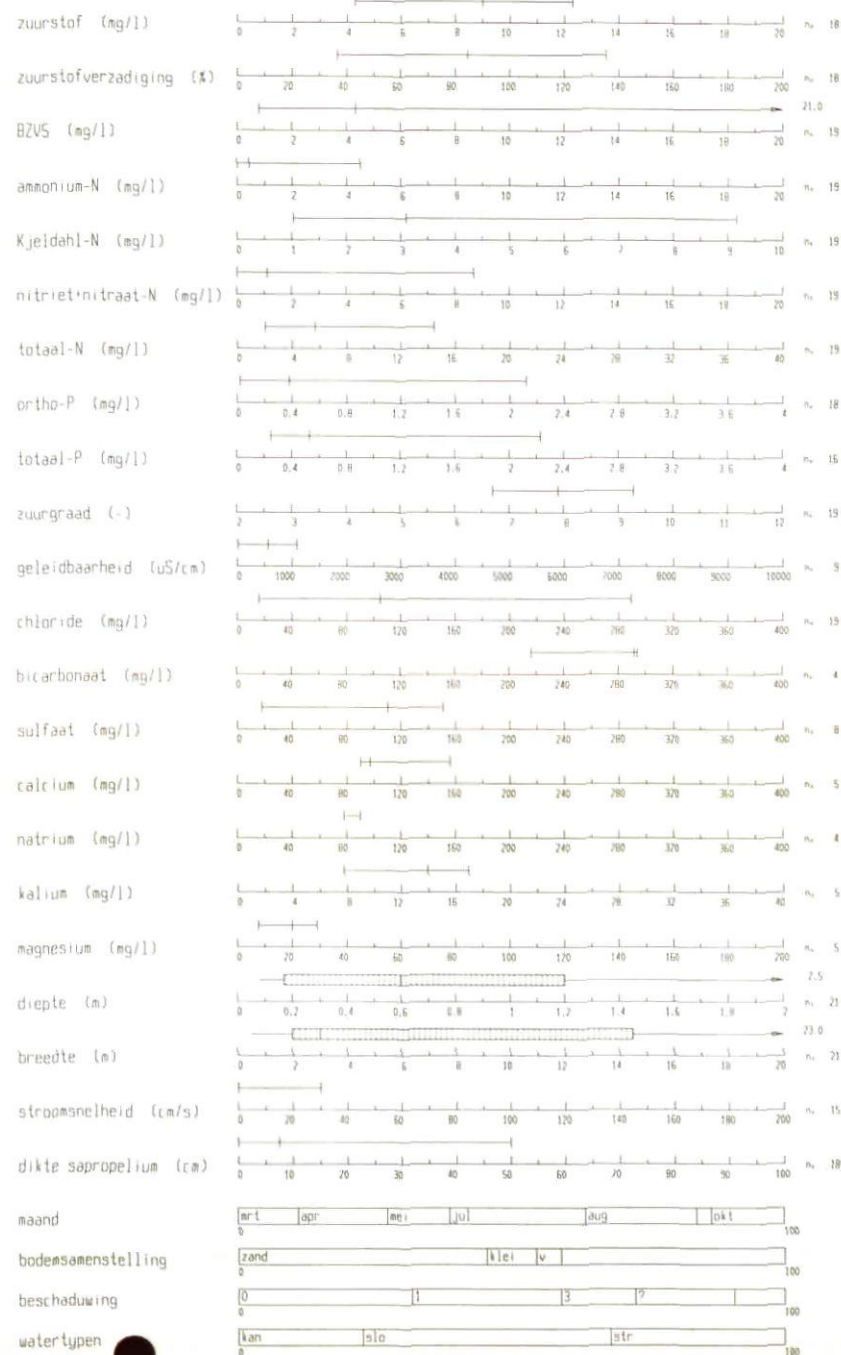 zuurstof (mg/l) 0 2 4 6 8 10 12 14 16 18 20 n. 18
zuurstofverzadiging (%) 0 20 40 60 80 100 120 140 160 180 200 n. 18
21.0
BZV5 (mg/l) 0 2 4 6 8 10 12 14 16 18 20 n. 19
ammonium-N (mg/l) 0 2 4 6 8 10 12 14 16 18 20 n. 19
Kjeldahl-N (mg/l) 0 1 2 3 4 5 6 7 8 9 10 n. 19
nitriet+nitraat-N (mg/l) 0 2 4 6 8 10 12 14 16 18 20 n. 19
totaal-N (mg/l) 0 4 8 12 16 20 24 28 32 36 40 n. 19
ortho-P (mg/l) 0 0.4 0.8 1.2 1.6 2 2.4 2.8 3.2 3.6 4 n. 18
totaal-P (mg/l) 0 0.4 0.8 1.2 1.6 2 2.4 2.8 3.2 3.6 4 n. 16
zuurgraad (-) 2 3 4 5 6 7 8 9 10 11 12 n. 19
geleidbaarheid (uS/cm) 0 1000 2000 3000 4000 5000 6000 7000 8000 9000 10000 n. 9
chloride (mg/l) 0 40 80 120 160 200 240 280 320 360 400 n. 19
bicarbonaat (mg/l) 0 40 80 120 160 200 240 280 320 360 400 n. 4
sulfaat (mg/l) 0 40 80 120 160 200 240 280 320 360 400 n. 8
calcium (mg/l) 0 40 80 120 160 200 240 280 320 360 400 n. 5
natrium (mg/l) 0 40 80 120 160 200 240 280 320 360 400 n. 4
kalium (mg/l) 0 4 8 12 16 20 24 28 32 36 40 n. 5
magnesium (mg/l) 0 20 40 60 80 100 120 140 160 180 200 n. 5
2.5
diepte (m) 0 0.2 0.4 0.6 0.8 1 1.2 1.4 1.6 1.8 2 n. 21
23.0
breedte (m) 0 2 4 6 8 10 12 14 16 18 20 n. 21
stroomsnelheid (cm/s) 0 20 40 60 80 100 120 140 160 180 200 n. 15
dikte sapropelium (cm) 0 10 20 30 40 50 60 70 80 90 100 n. 18
maand mrt apr mei jul aug okt
0 100
bodemsamenstelling zand klei v
0 100
beschaduwing 0 1 3 ?
0 100
watertypen kan slo str
0 100